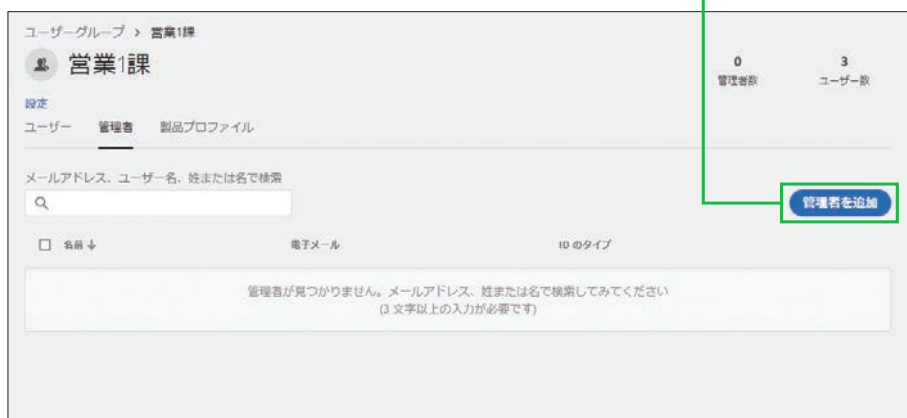 ユーザーグループ > 営業1課
営業1課
0
管理者数
3
ユーザー数
設定
ユーザー 管理者 製品プロファイル
メールアドレス、ユーザー名、姓または名で検索
管理者を追加
名前 ↓ 電子メール ID のタイプ
管理者が見つかりません。メールアドレス、姓または名で検索してみてください
(3 文字以上の入力が必要です)